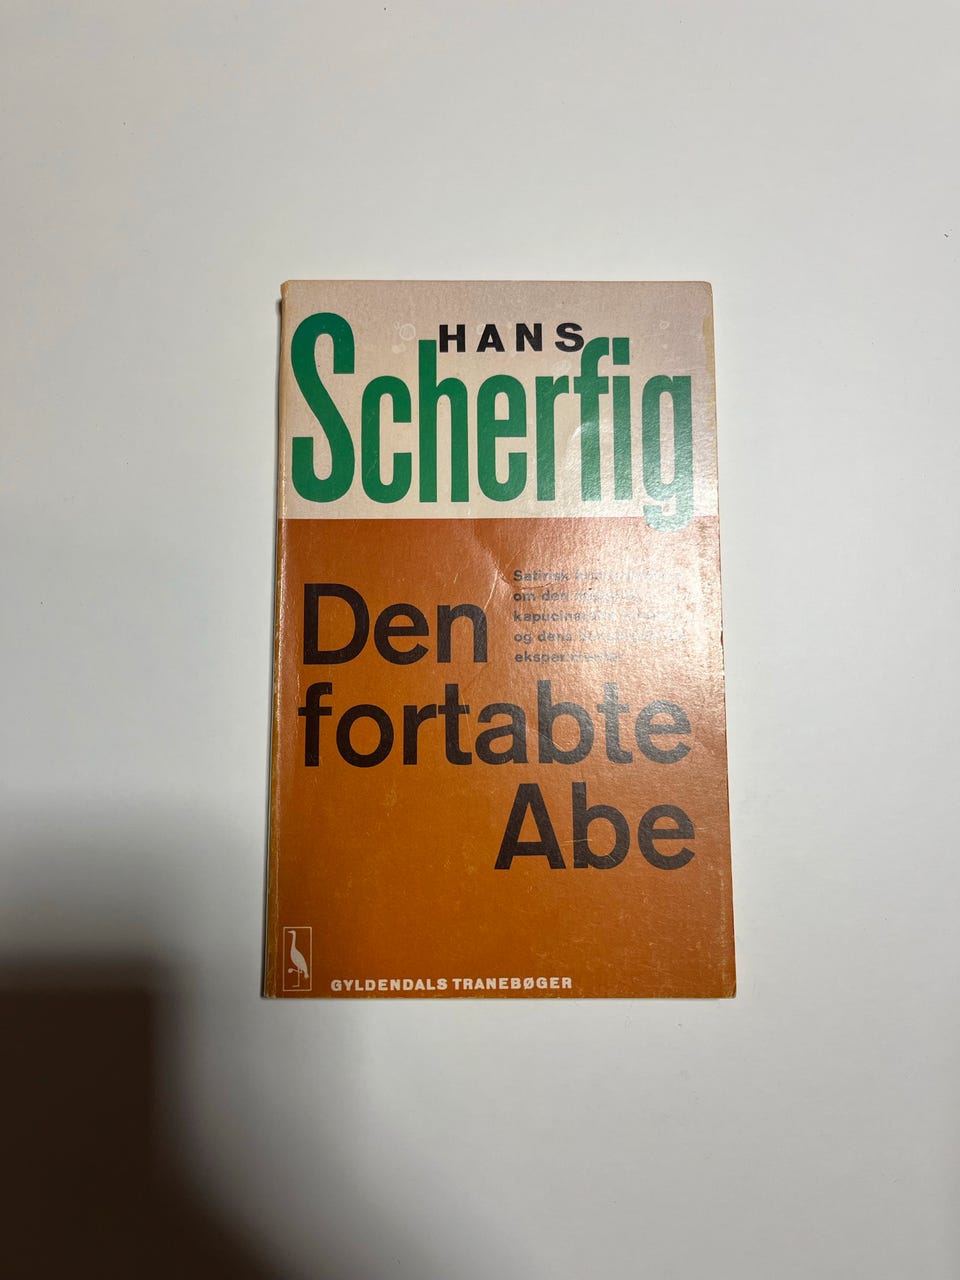 HANS
Scherfig
Satirisk
om den
og dens
Den
fortabte
Abe
GYLDENDALS TRANEBØGER